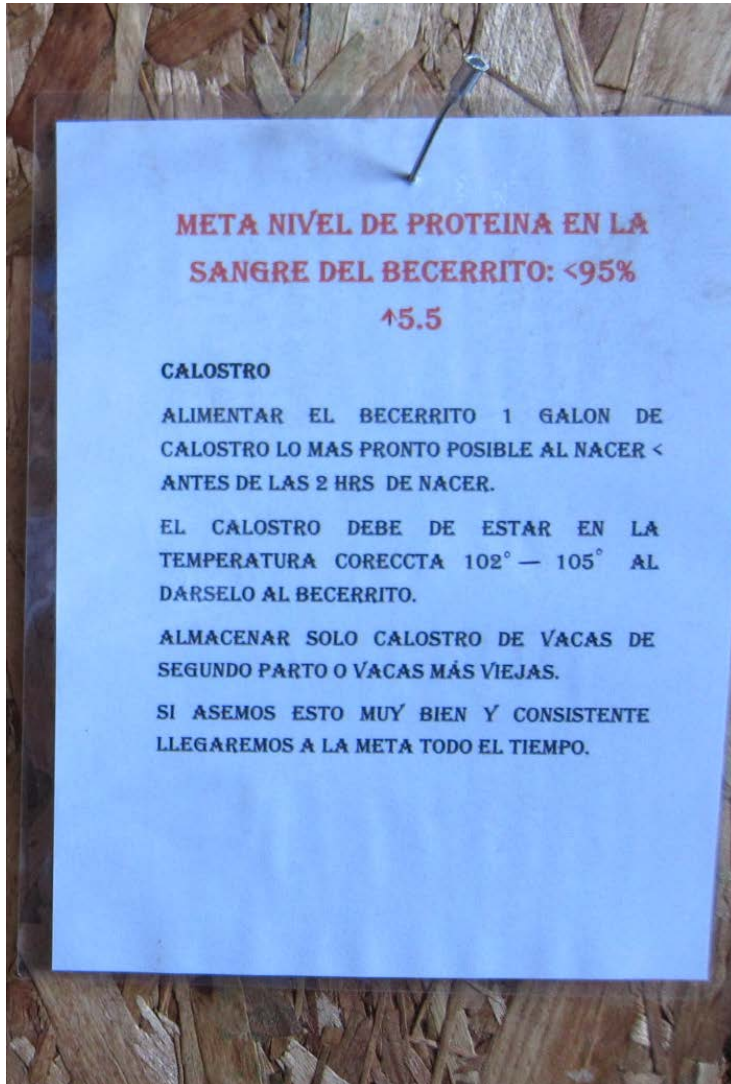 META NIVEL DE PROTEINA EN LA
SANGRE DEL BECERRITO: <95%
↑5.5
CALOSTRO
ALIMENTAR EL BECERRITO 1 GALON DE
CALOSTRO LO MAS PRONTO POSIBLE AL NACER <
ANTES DE LAS 2 HRS DE NACER.
EL CALOSTRO DEBE DE ESTAR EN LA
TEMPERATURA CORECCTA 102° — 105° AL
DARSELO AL BECERRITO.
ALMACENAR SOLO CALOSTRO DE VACAS DE
SEGUNDO PARTO O VACAS MÁS VIEJAS.
SI ASEMOS ESTO MUY BIEN Y CONSISTENTE
LLEGAREMOS A LA META TODO EL TIEMPO.